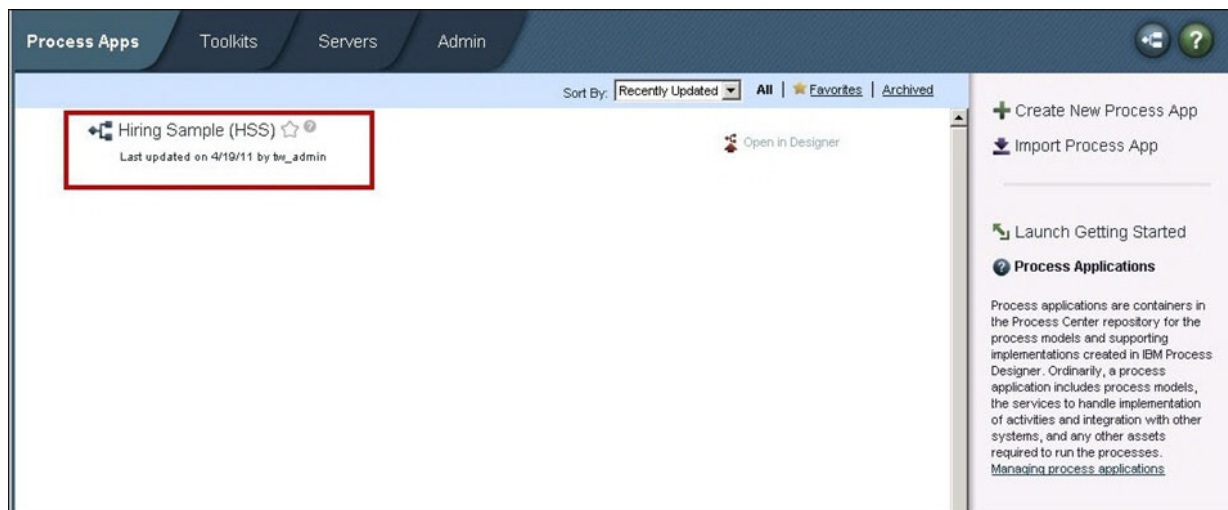 Process Apps Toolkits Servers Admin
Sort By: Recently Updated All | Favorites | Archived
Hiring Sample (HSS)
Last updated on 4/19/11 by tw_admin
Open in Designer
Create New Process App
Import Process App
Launch Getting Started
Process Applications
Process applications are containers in
the Process Center repository for the
process models and supporting
implementations created in IBM Process
Designer. Ordinarily, a process
application includes process models,
the services to handle implementation
of activities and integration with other
systems, and any other assets
required to run the processes.
Managing process applications